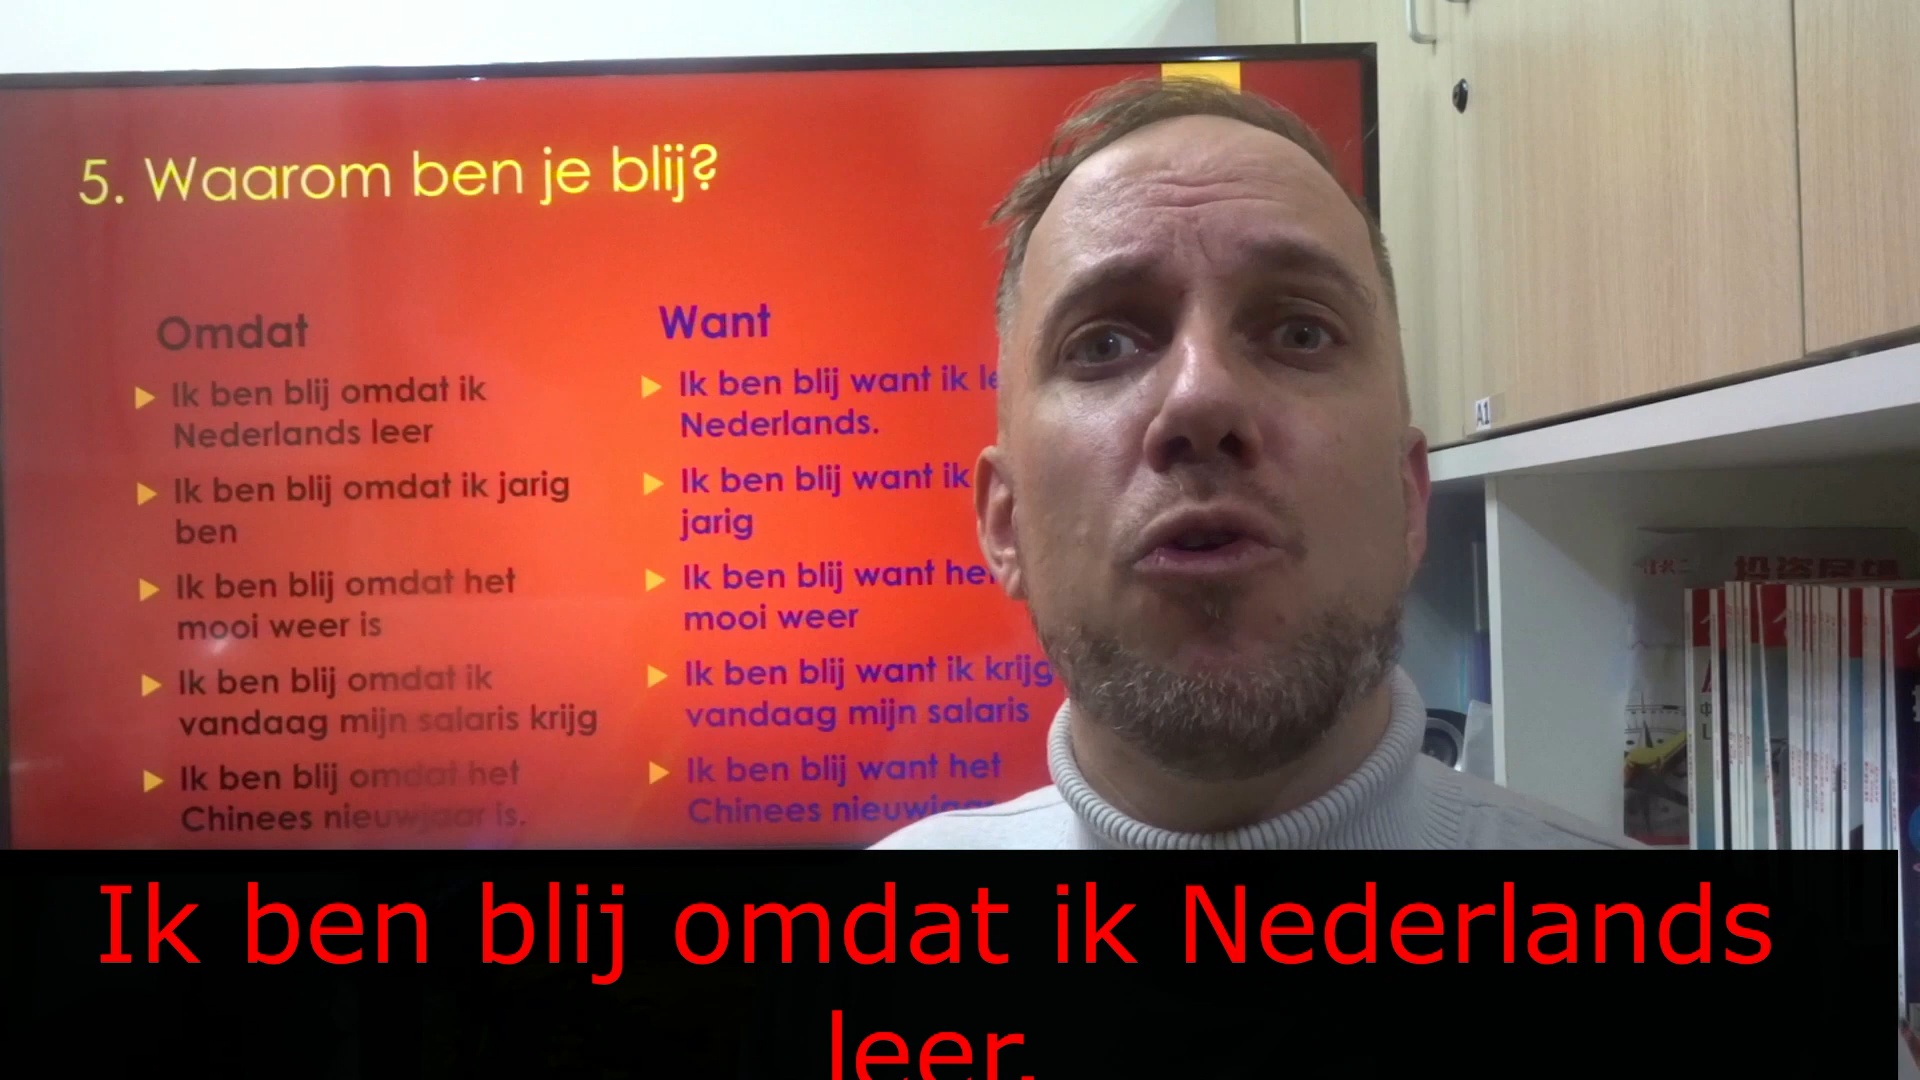 5. Waarom ben je blij?
Omdat
Ik ben blij omdat ik
Nederlands leer
Ik ben blij omdat ik jarig
ben
Ik ben blij omdat het
mooi weer is
Ik ben blij omdat ik
vandaag mijn salaris krijg
Ik ben blij omdat het
Chinees nieuwjaar is.
Want
Ik ben blij want ik
Nederlands.
Ik ben blij want ik
jarig
Ik ben blij want het
mooi weer
Ik ben blij want ik krijg
vandaag mijn salaris
Ik ben blij want het
Chinees nieuwjaar
A1
Ik ben blij omdat ik Nederlands
leer.